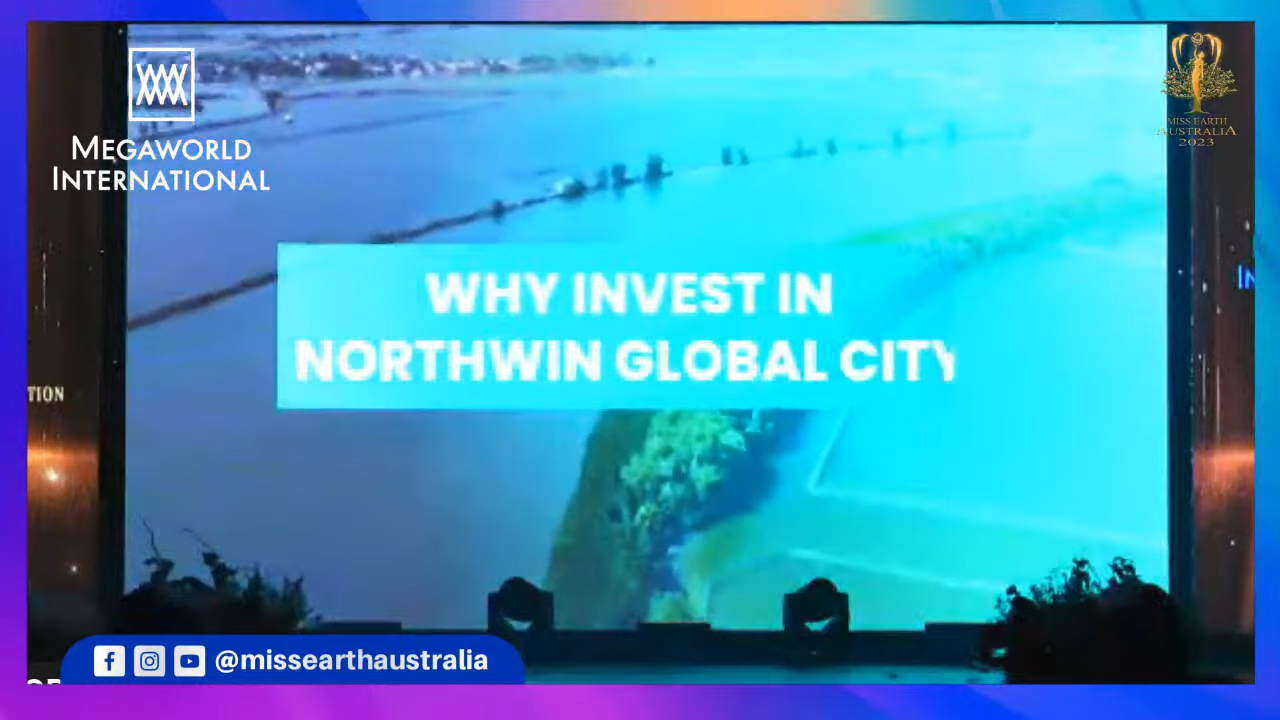 MEGAWORLD
INTERNATIONAL
MISS EARTH
AUSTRALIA
2023
WHY INVEST IN
NORTHWIN GLOBAL CITY
TION
@missearthaustralia